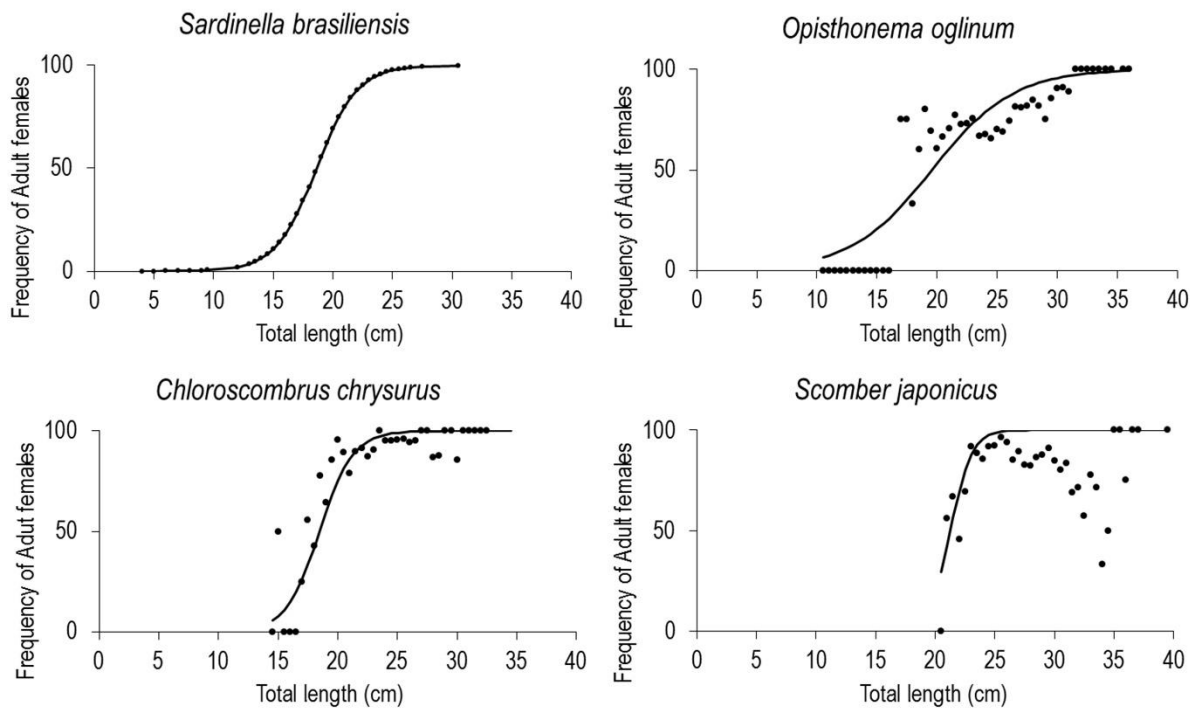 Sardinella brasiliensis
Frequency of Adult females
100
50
0
0 5 10 15 20 25 30 35 40
Total length (cm)
Opisthonema oglinum
Frequency of Adult females
100
50
0
0 5 10 15 20 25 30 35 40
Total length (cm)
Chloroscombrus chrysurus
Frequency of Adut females
100
50
0
0 5 10 15 20 25 30 35 40
Total length (cm)
Scomber japonicus
Frequency of Adult females
100
50
0
0 5 10 15 20 25 30 35 40
Total length (cm)